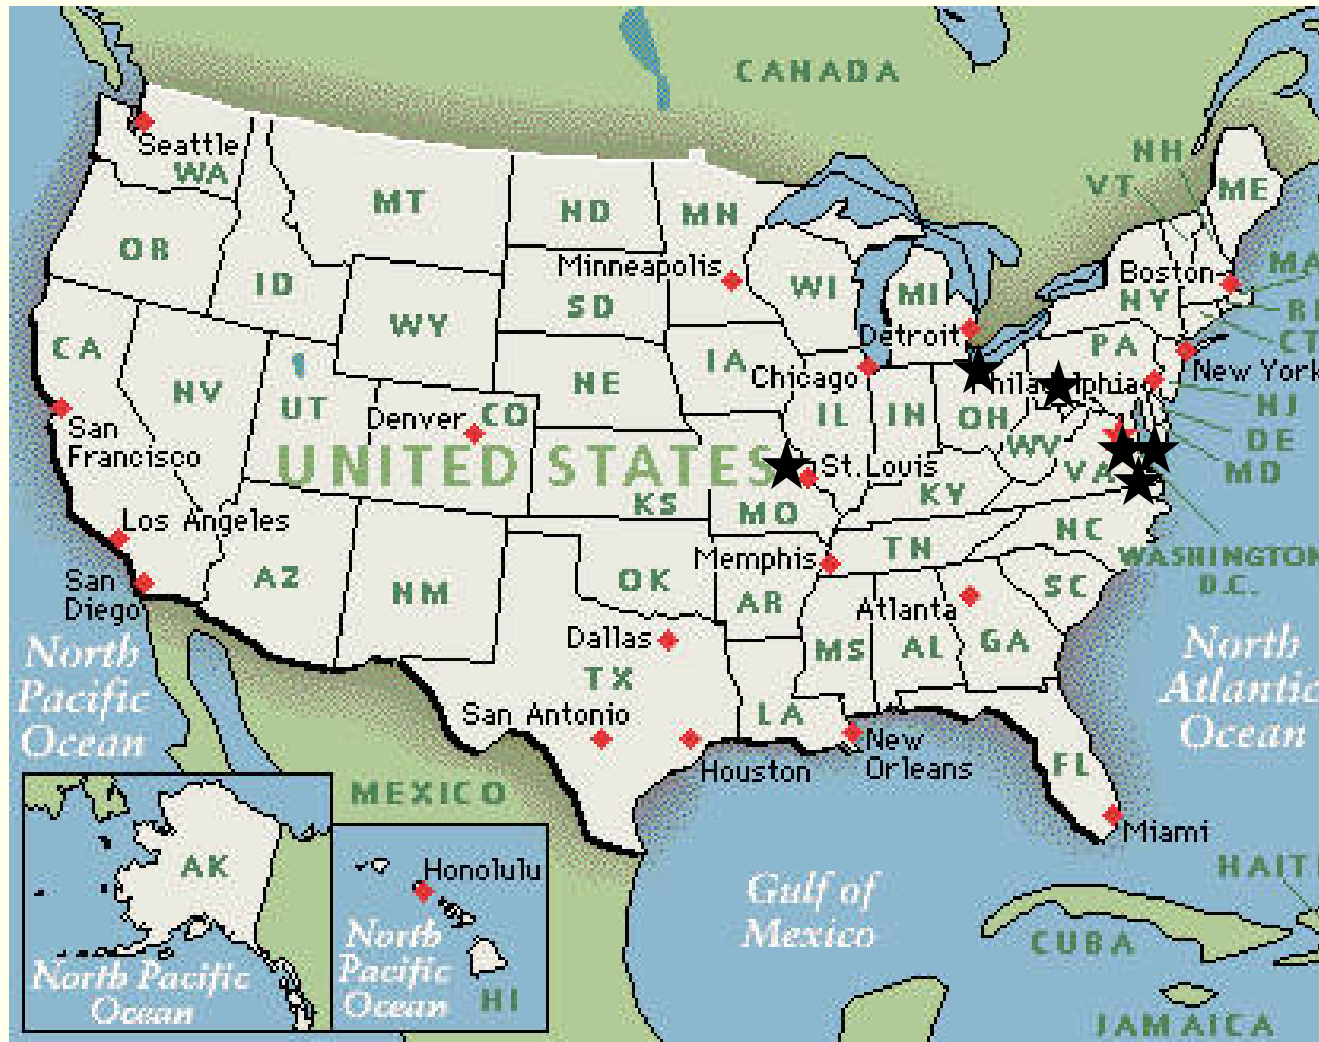 CANADA
NH
VT
ME
Seattle
WA
MT
ND
MN
OR
Minneapolis
Boston
MA
ID
SD
WI
MI
NY
RI
WY
Detroit
CT
CA
IA
PA
NV
NE
Chicago
Philadelphia
New York
UT
Denver
CO
IL
IN
OH
NJ
San
Francisco
WV
DE
UNITED STATES
St. Louis
VA
MD
KS
MO
KY
Los Angeles
NC
Memphis
TN
WASHINGTON
D.C.
San
Diego
AZ
NM
OK
AR
Atlanta
SC
Dallas
MS
AL
GA
North
Pacific
Ocean
North
Atlantic
Ocean
TX
San Antonio
LA
New
Orleans
Houston
FL
MEXICO
Miami
AK
Honolulu
HAITI
Gulf of
Mexico
North
Pacific
Ocean
CUBA
North Pacific
Ocean
HI
JAMAICA